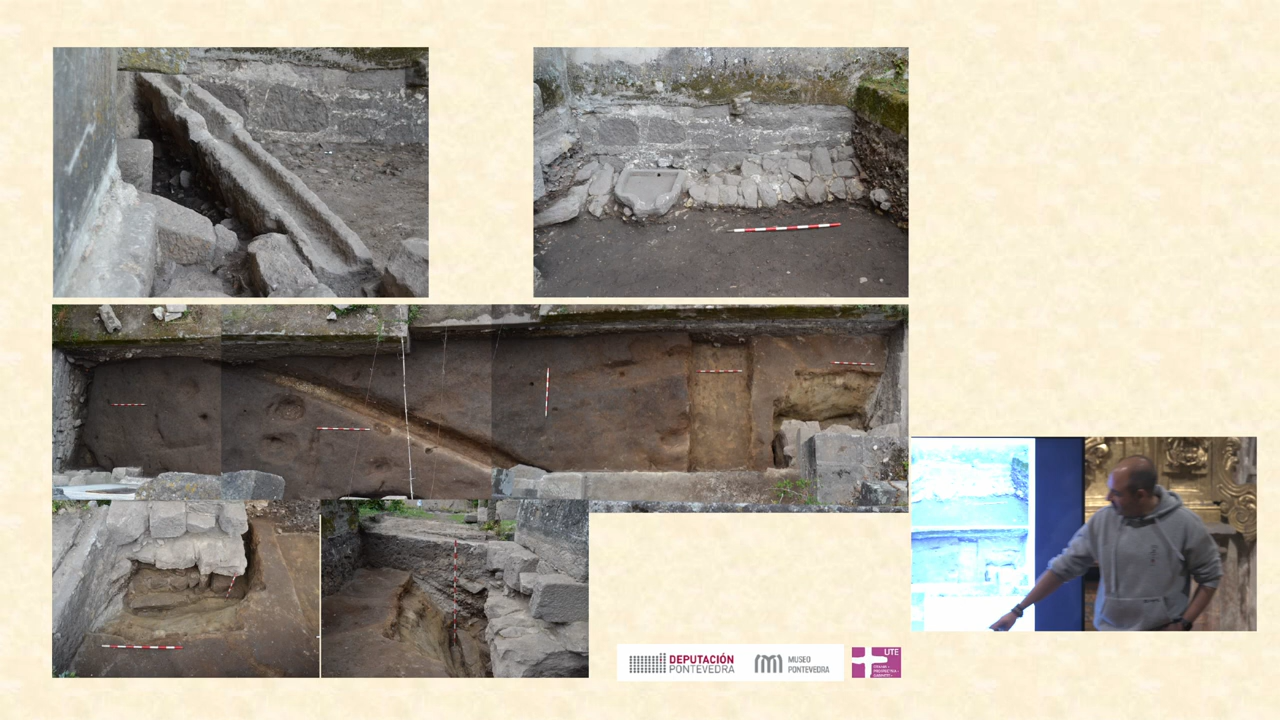 DEPUTACIÓN
PONTEVEDRA
MUSEO
PONTEVEDRA
UTE